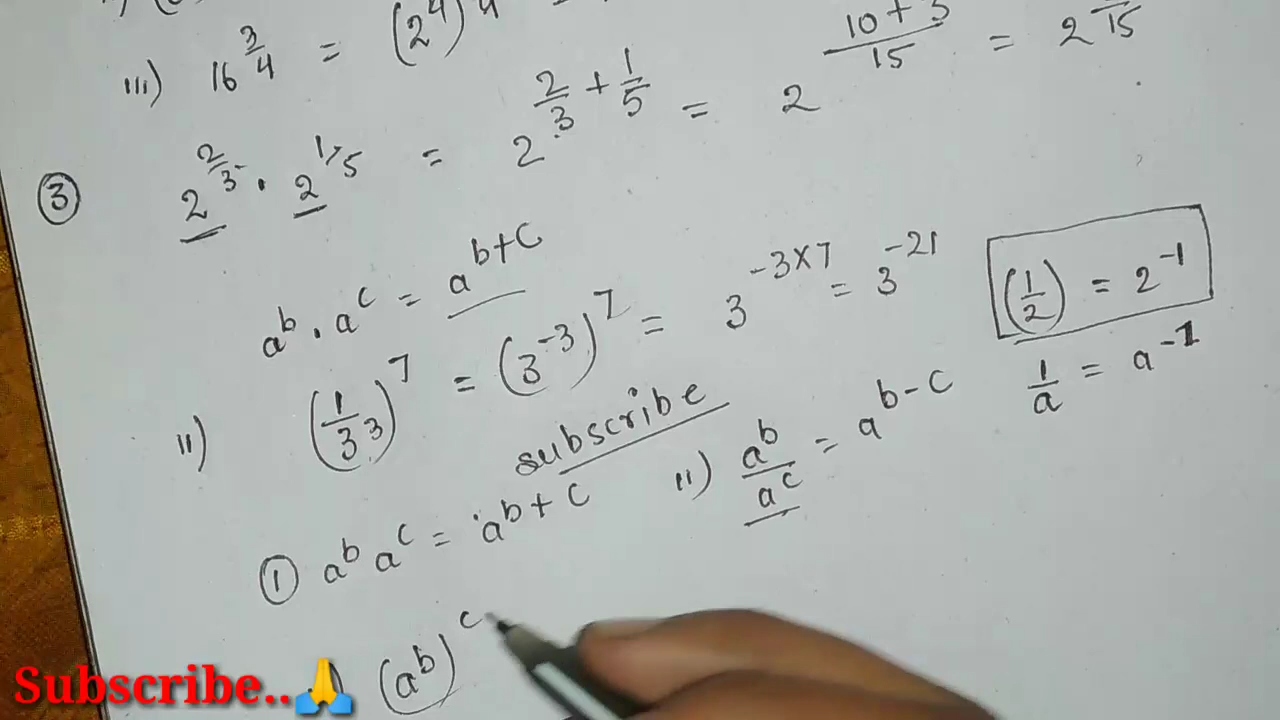 III) 16^{3/4} = (2^4)
③ 2^{2/3} · 2^{1/5} = 2^{2/3 + 1/5} = 2^{(10 + 3)/15} = 2^{/15}
a^b · a^c = a^{b+c}
II) (1/3^3)^7 = (3^{-3})^7 = 3^{-3×7} = 3^{-21}
(1/2) = 2^{-1}
1/a = a^{-1}
subscribe
① a^b a^c = a^{b+c}
II) a^b/a^c = a^{b-c}
(a^b)^c
Subscribe..🙏